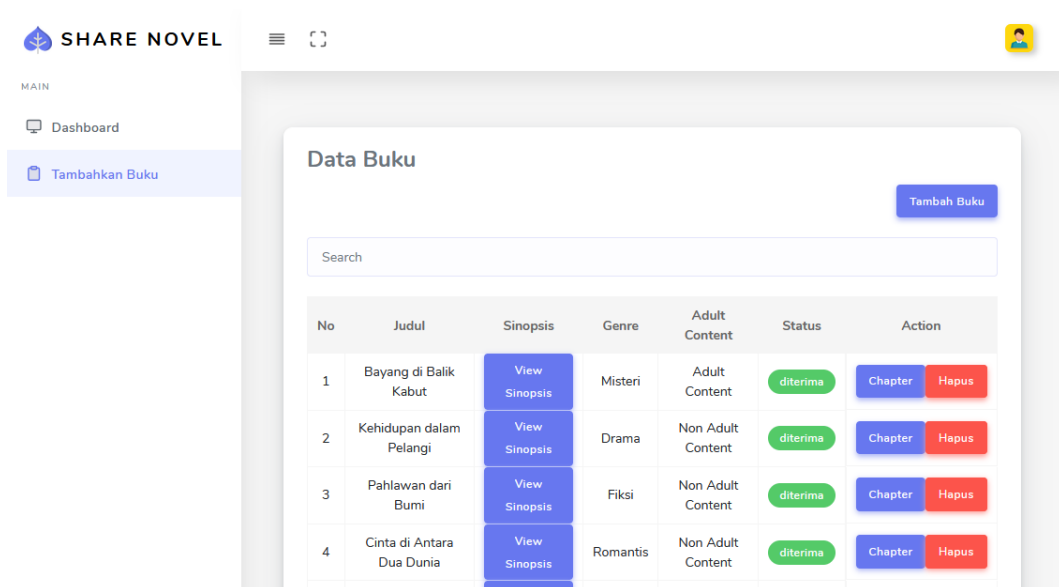 SHARE NOVEL
MAIN
Dashboard
Tambahkan Buku
Data Buku
Tambah Buku
Search
No Judul Sinopsis Genre Adult Content Status Action
1 Bayang di Balik Kabut View Sinopsis Misteri Adult Content diterima Chapter Hapus
2 Kehidupan dalam Pelangi View Sinopsis Drama Non Adult Content diterima Chapter Hapus
3 Pahlawan dari Bumi View Sinopsis Fiksi Non Adult Content diterima Chapter Hapus
4 Cinta di Antara Dua Dunia View Sinopsis Romantis Non Adult Content diterima Chapter Hapus